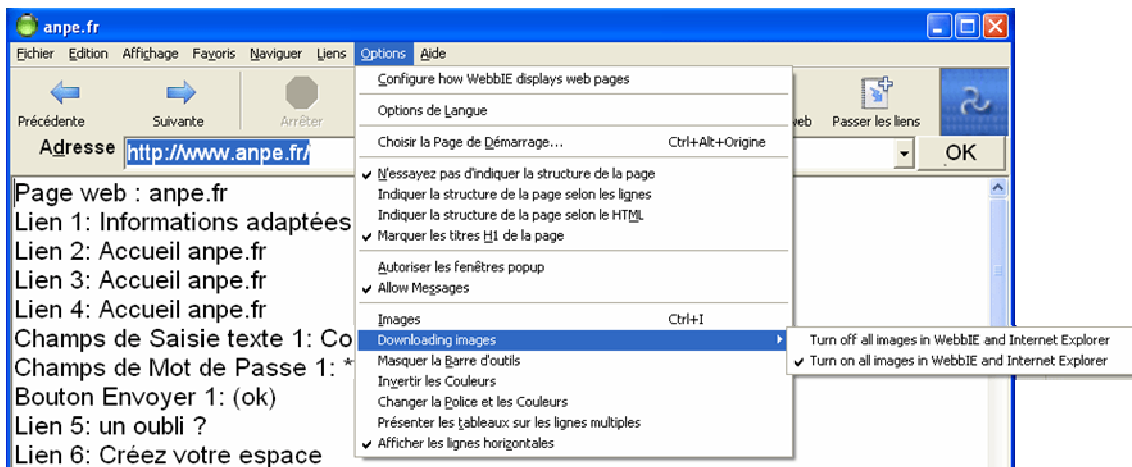 anpe.fr
Fichier Edition Affichage Favoris Naviguer Liens Options Aide
Précédente Suivante Arrêter web Passer les liens
Adresse http://www.anpe.fr/ OK
Page web : anpe.fr
Lien 1: Informations adaptées
Lien 2: Accueil anpe.fr
Lien 3: Accueil anpe.fr
Lien 4: Accueil anpe.fr
Champs de Saisie texte 1: Co
Champs de Mot de Passe 1: *
Bouton Envoyer 1: (ok)
Lien 5: un oubli ?
Lien 6: Créez votre espace
Configure how WebbIE displays web pages
Options de Langue
Choisir la Page de Démarrage... Ctrl+Alt+Origine
N'essayez pas d'indiquer la structure de la page
Indiquer la structure de la page selon les lignes
Indiquer la structure de la page selon le HTML
Marquer les titres H1 de la page
Autoriser les fenêtres popup
Allow Messages
Images Ctrl+I
Downloading images
Masquer la Barre d'outils
Invertir les Couleurs
Changer la Police et les Couleurs
Présenter les tableaux sur les lignes multiples
Afficher les lignes horizontales
Turn off all images in WebbIE and Internet Explorer
Turn on all images in WebbIE and Internet Explorer